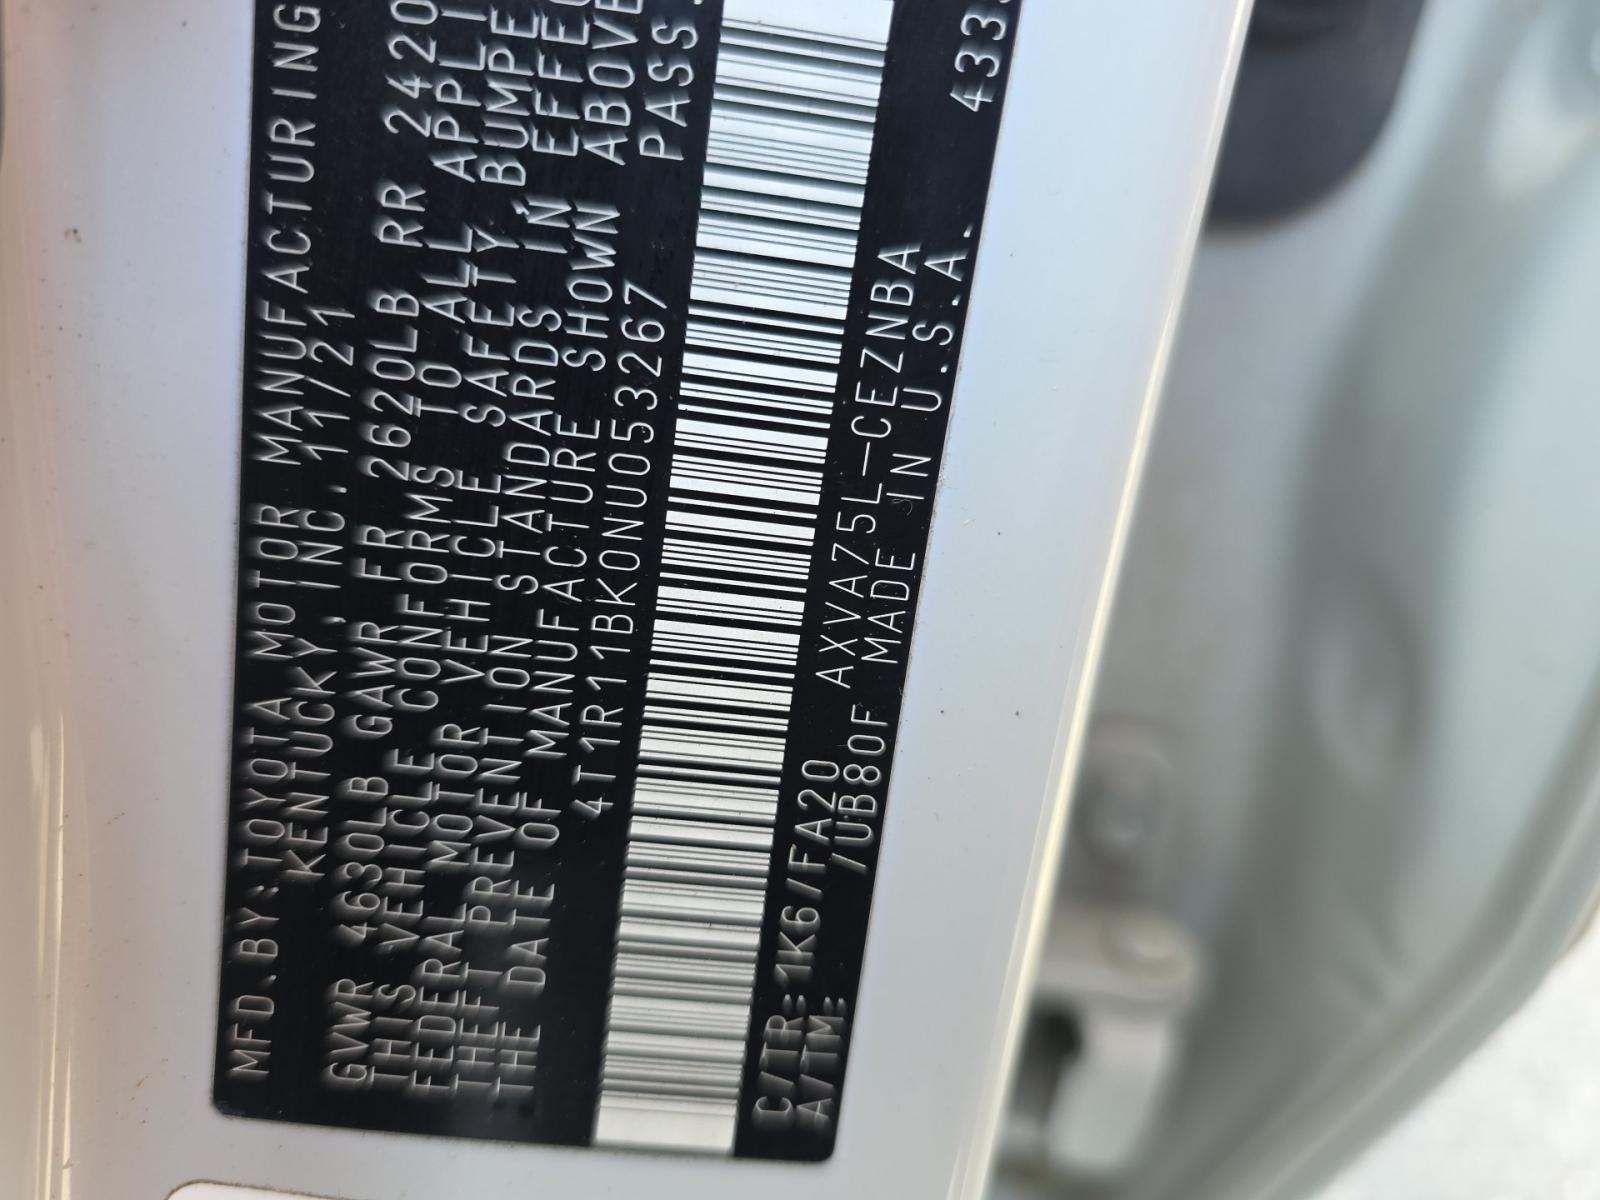 MFD.BY:TOYOTA MOTOR MANUFACTURING
KENTUCKY,INC. 11/21
GVWR 4630LB GAWR FR 2620LB RR 2420
THIS VEHICLE CONFORMS TO ALL APPLI
FEDERAL MOTOR VEHICLE SAFETY,BUMPE
THEFT PREVENTION STANDARDS IN EFFEC
THE DATE OF MANUFACTURE SHOWN ABOVE
4T1R11BK0NU053267 PASS.
C/TR:1K6/FA20 AXVA75L-CEZNBA
A/TM: /UB80F MADE IN U.S.A. 433